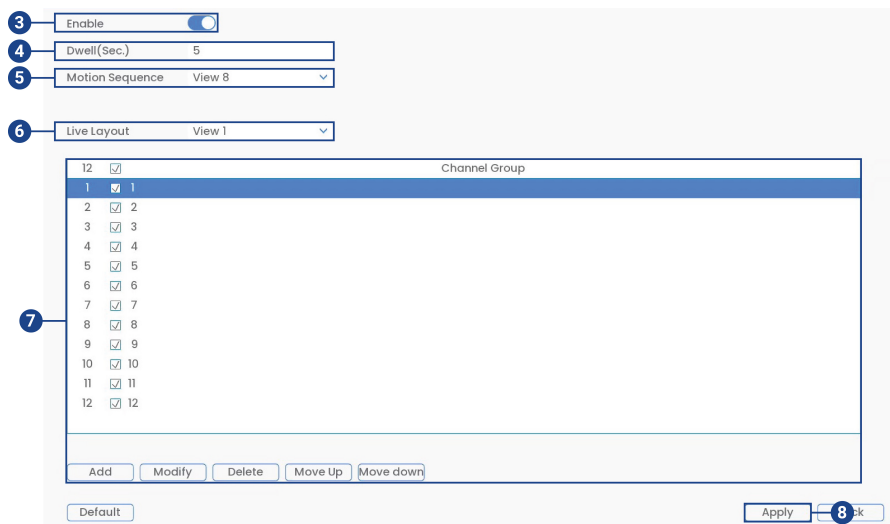 3 Enable
4 Dwell(Sec.) 5
5 Motion Sequence View 8
6 Live Layout View 1
12 Channel Group
1 1
2 2
3 3
4 4
5 5
6 6
7 7
7 8 8
9 9
10 10
11 11
12 12
Add Modify Delete Move Up Move down
Default Apply 8 ck